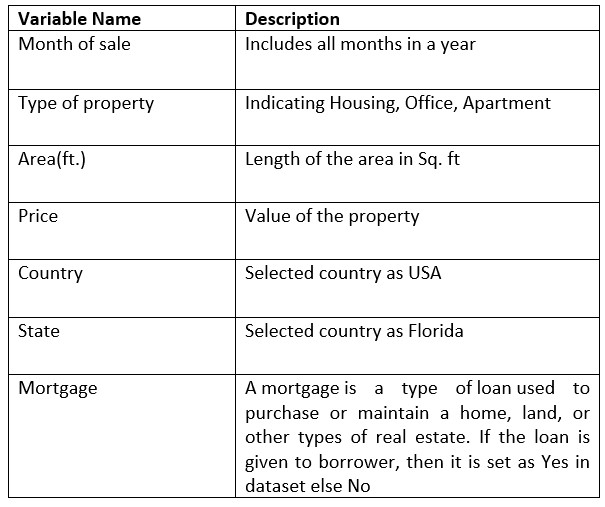 Variable Name Description
Month of sale Includes all months in a year
Type of property Indicating Housing, Office, Apartment
Area(ft.) Length of the area in Sq. ft
Price Value of the property
Country Selected country as USA
State Selected country as Florida
Mortgage A mortgage is a type of loan used to
purchase or maintain a home, land, or
other types of real estate. If the loan is
given to borrower, then it is set as Yes in
dataset else No